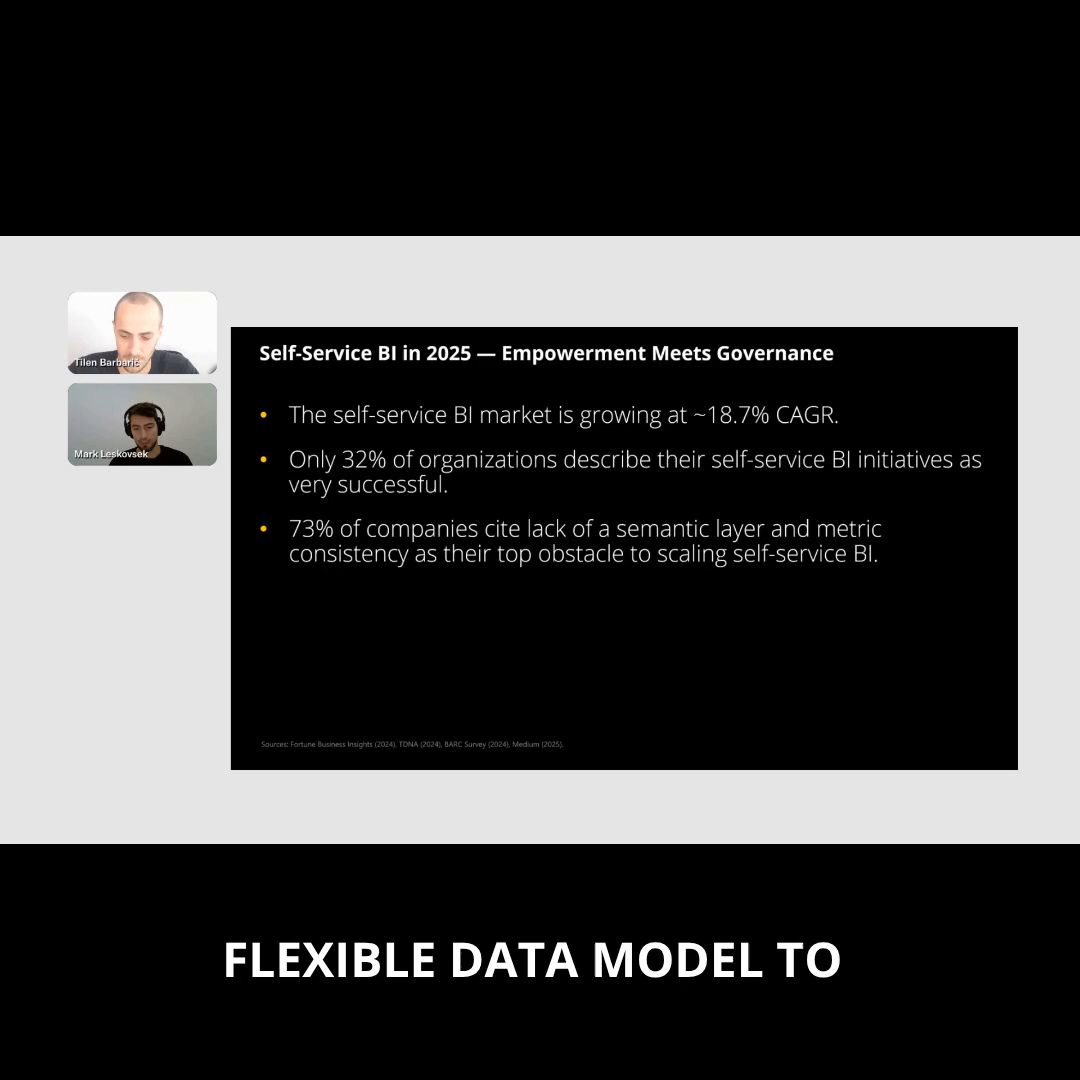 Tilen Barbarič
Mark Leskovsek
Self-Service BI in 2025 — Empowerment Meets Governance
• The self-service BI market is growing at ~18.7% CAGR.
• Only 32% of organizations describe their self-service BI initiatives as
very successful.
• 73% of companies cite lack of a semantic layer and metric
consistency as their top obstacle to scaling self-service BI.
Sources: Fortune Business Insights (2024), TDNA (2024), BARC Survey (2024), Medium (2025).
FLEXIBLE DATA MODEL TO